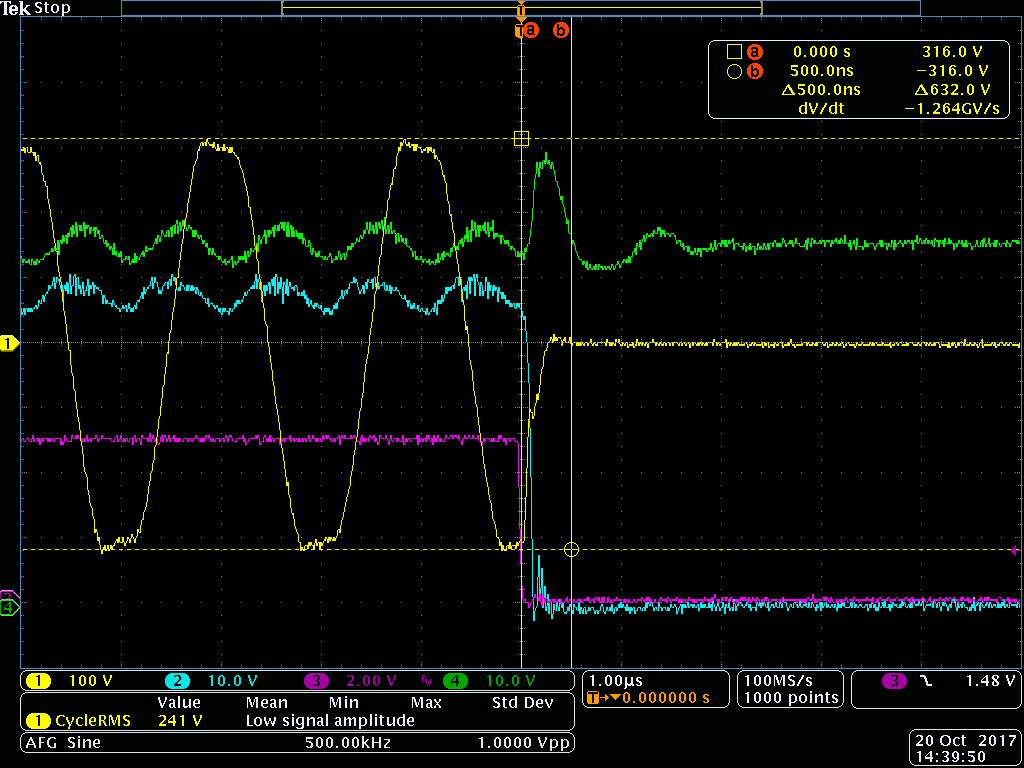 Tek Stop
T
T a b
a 0.000 s 316.0 V
b 500.0ns −316.0 V
Δ500.0ns Δ632.0 V
dV/dt −1.264GV/s
1
4
1 100 V 2 10.0 V 3 2.00 V BW 4 10.0 V
1.00μs
T→▼0.000000 s
100MS/s
1000 points
3 1.48 V
Value Mean Min Max Std Dev
1 CycleRMS 241 V Low signal amplitude
AFG Sine 500.00kHz 1.0000 Vpp
20 Oct 2017
14:39:50